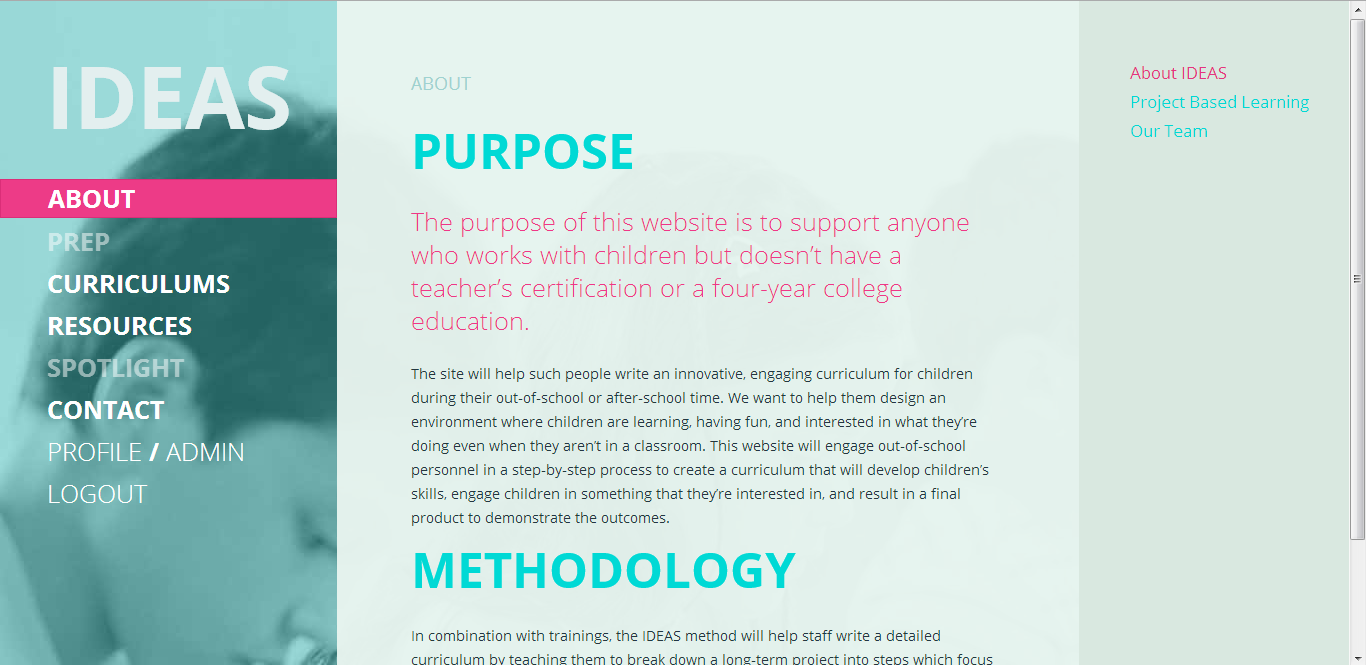 IDEAS
ABOUT
PREP
CURRICULUMS
RESOURCES
SPOTLIGHT
CONTACT
PROFILE / ADMIN
LOGOUT
ABOUT
PURPOSE
The purpose of this website is to support anyone
who works with children but doesn’t have a
teacher’s certification or a four-year college
education.
The site will help such people write an innovative, engaging curriculum for children
during their out-of-school or after-school time. We want to help them design an
environment where children are learning, having fun, and interested in what they’re
doing even when they aren’t in a classroom. This website will engage out-of-school
personnel in a step-by-step process to create a curriculum that will develop children’s
skills, engage children in something that they’re interested in, and result in a final
product to demonstrate the outcomes.
METHODOLOGY
In combination with trainings, the IDEAS method will help staff write a detailed
curriculum by teaching them to break down a long-term project into steps which focus
About IDEAS
Project Based Learning
Our Team